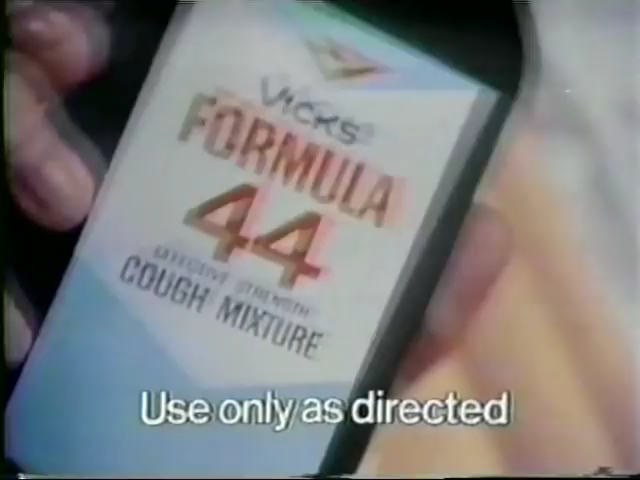 VICKS
FORMULA
44
EFFECTIVE STRENGTH
COUGH MIXTURE
Use only as directed